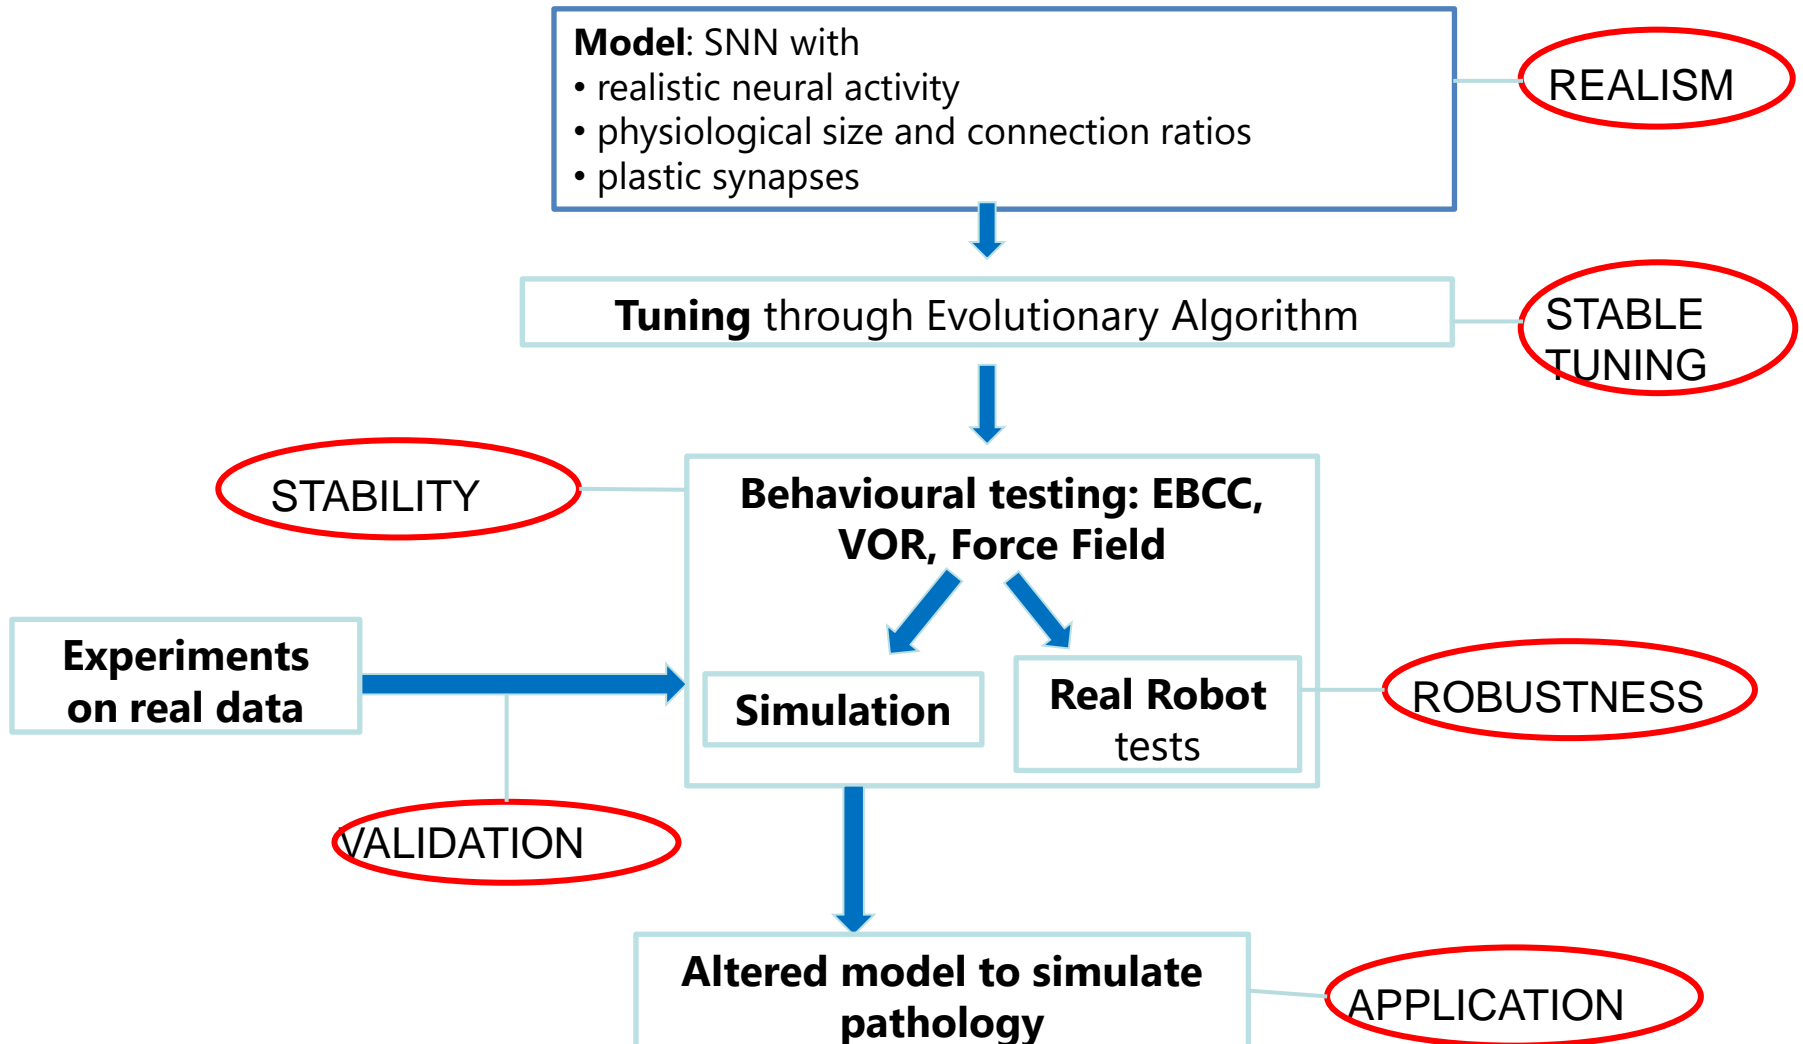 Model: SNN with
• realistic neural activity
• physiological size and connection ratios
• plastic synapses
REALISM
Tuning through Evolutionary Algorithm
STABLE
TUNING
STABILITY
Behavioural testing: EBCC,
VOR, Force Field
Experiments
on real data
Simulation
Real Robot
tests
ROBUSTNESS
VALIDATION
Altered model to simulate
pathology
APPLICATION